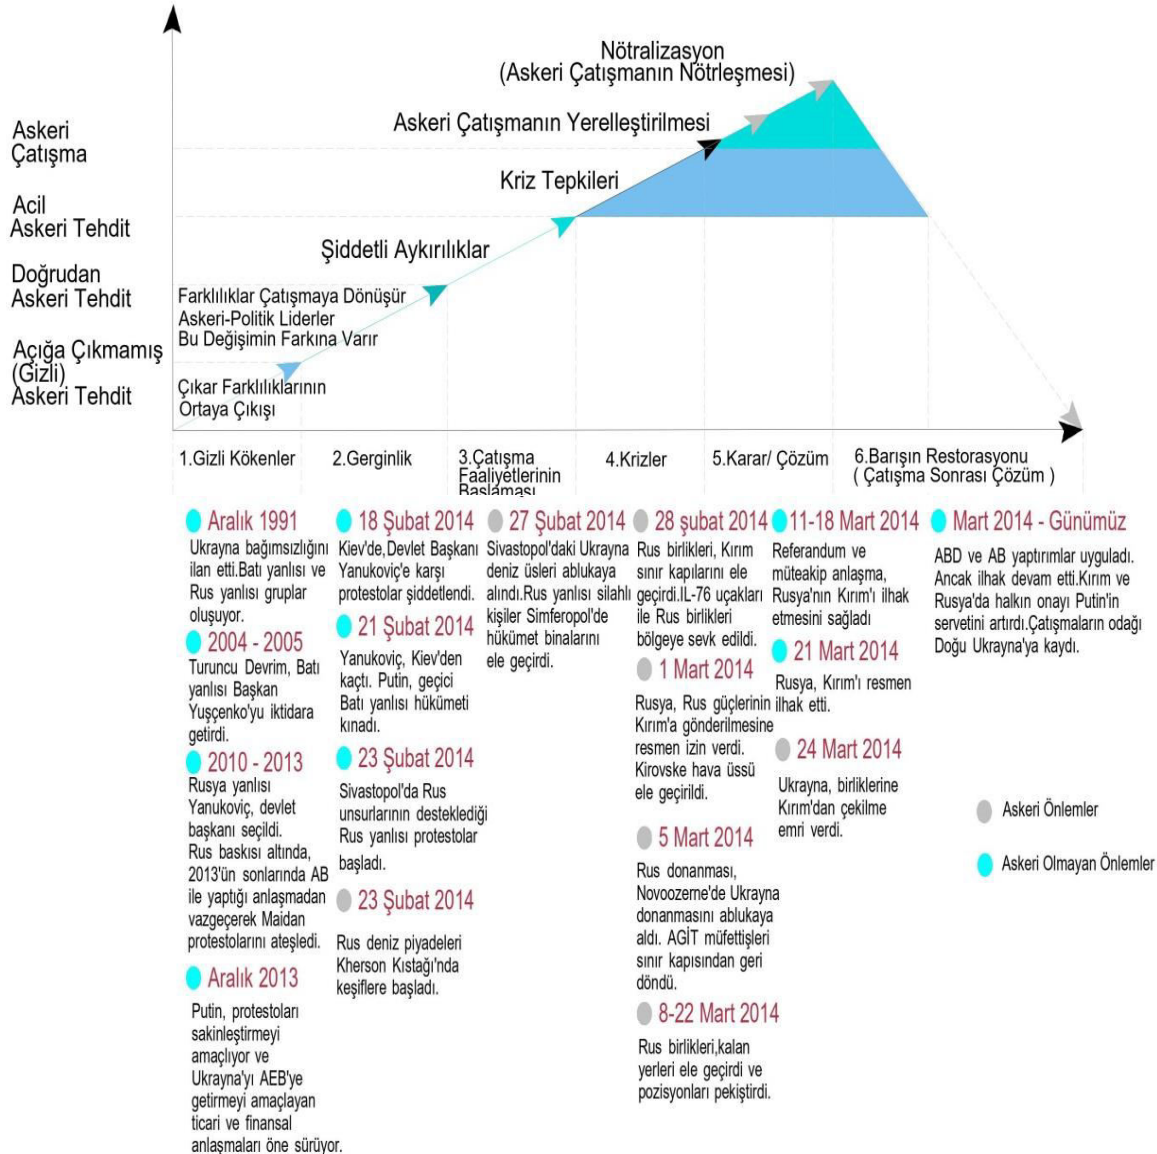 Nötralizasyon
(Askeri Çatışmanın Nötrleşmesi)
Askeri Çatışmanın Yerelleştirilmesi
Askeri
Çatışma
Kriz Tepkileri
Acil
Askeri Tehdit
Şiddetli Aykırılıklar
Doğrudan
Askeri Tehdit
Farklılıklar Çatışmaya Dönüşür
Askeri-Politik Liderler
Bu Değişimin Farkına Varır
Açığa Çıkmamış
(Gizli)
Askeri Tehdit
Çıkar Farklılıklarının
Ortaya Çıkışı
1.Gizli Kökenler
2.Gerginlik
3.Çatışma
Faaliyetlerinin
Başlaması
4.Krizler
5.Karar/ Çözüm
6.Barışın Restorasyonu
( Çatışma Sonrası Çözüm )
Aralık 1991
Ukrayna bağımsızlığını
ilan etti.Batı yanlısı ve
Rus yanlısı gruplar
oluşuyor.
2004 - 2005
Turuncu Devrim, Batı
yanlısı Başkan
Yuşçenko'yu iktidara
getirdi.
2010 - 2013
Rusya yanlısı
Yanukoviç, devlet
başkanı seçildi.
Rus baskısı altında,
2013'ün sonlarında AB
ile yaptığı anlaşmadan
vazgeçerek Maidan
protestolarını ateşledi.
Aralık 2013
Putin, protestoları
sakinleştirmeyi
amaçlıyor ve
Ukrayna'yı AEB'ye
getirmeyi amaçlayan
ticari ve finansal
anlaşmaları öne sürüyor.
18 Şubat 2014
Kiev'de,Devlet Başkanı
Yanukoviç'e karşı
protestolar şiddetlendi.
21 Şubat 2014
Yanukoviç, Kiev'den
kaçtı. Putin, geçici
Batı yanlısı hükümeti
kınadı.
23 Şubat 2014
Sivastopol'da Rus
unsurlarının desteklediği
Rus yanlısı protestolar
başladı.
23 Şubat 2014
Rus deniz piyadeleri
Kherson Kıstağı'nda
keşiflere başladı.
27 Şubat 2014
Sivastopol'daki Ukrayna
deniz üsleri ablukaya
alındı.Rus yanlısı silahlı
kişiler Simferopol'de
hükümet binalarını
ele geçirdi.
28 şubat 2014
Rus birlikleri, Kırım
sınır kapılarını ele
geçirdi.IL-76 uçakları
ile Rus birlikleri
bölgeye sevk edildi.
1 Mart 2014
Rusya, Rus güçlerinin
Kırım'a gönderilmesine
resmen izin verdi.
Kirovske hava üssü
ele geçirildi.
5 Mart 2014
Rus donanması,
Novoozerne'de Ukrayna
donanmasını ablukaya
aldı. AGİT müfettişleri
sınır kapısından geri
döndü.
8-22 Mart 2014
Rus birlikleri,kalan
yerleri ele geçirdi ve
pozisyonları pekiştirdi.
11-18 Mart 2014
Referandum ve
müteakip anlaşma,
Rusya'nın Kırım'ı ilhak
etmesini sağladı
21 Mart 2014
Rusya, Kırım'ı resmen
ilhak etti.
24 Mart 2014
Ukrayna, birliklerine
Kırım'dan çekilme
emri verdi.
Mart 2014 - Günümüz
ABD ve AB yaptırımlar uyguladı.
Ancak ilhak devam etti.Kırım ve
Rusya'da halkın onayı Putin'in
servetini artırdı.Çatışmaların odağı
Doğu Ukrayna'ya kaydı.
Askeri Önlemler
Askeri Olmayan Önlemler